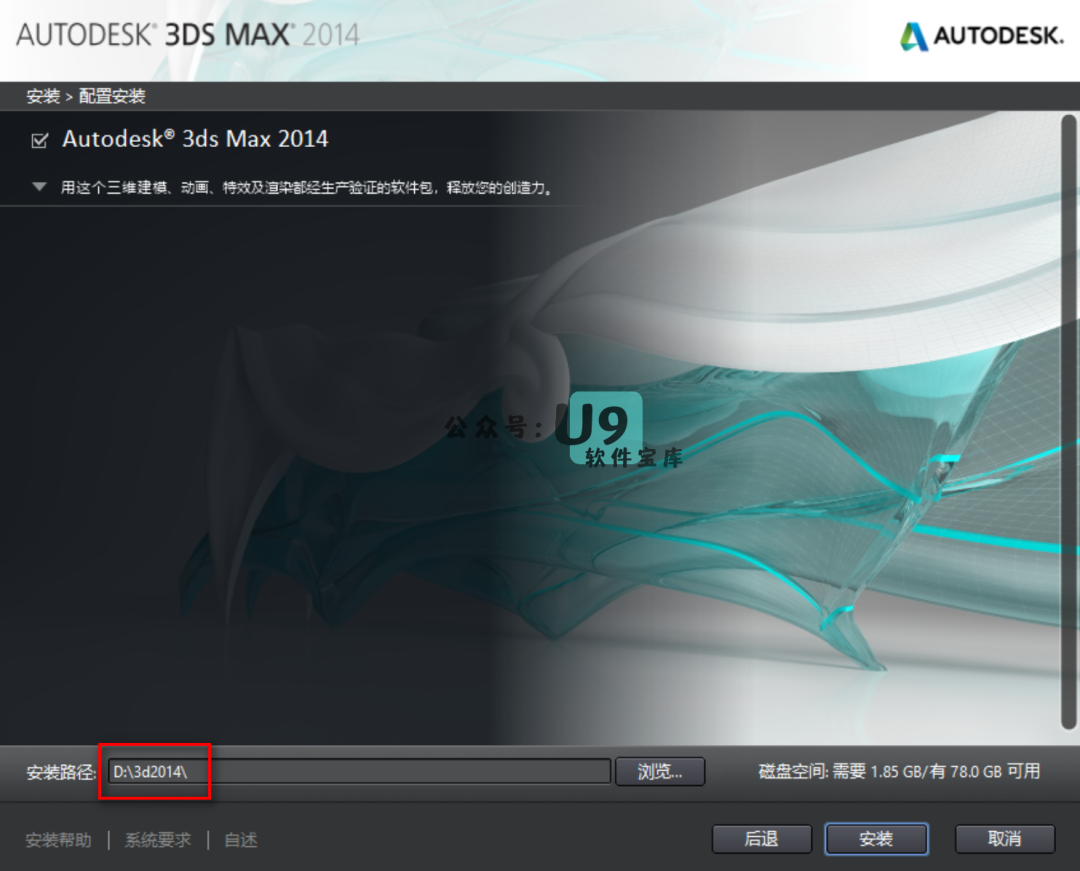 AUTODESK® 3DS MAX® 2014
AUTODESK.
安装 > 配置安装
Autodesk® 3ds Max 2014
用这个三维建模、动画、特效及渲染都经生产验证的软件包，释放您的创造力。
公众号：U9
软件宝库
安装路径: D:\3d2014\ 浏览... 磁盘空间: 需要 1.85 GB/有 78.0 GB 可用
安装帮助 | 系统要求 | 自述 后退 安装 取消